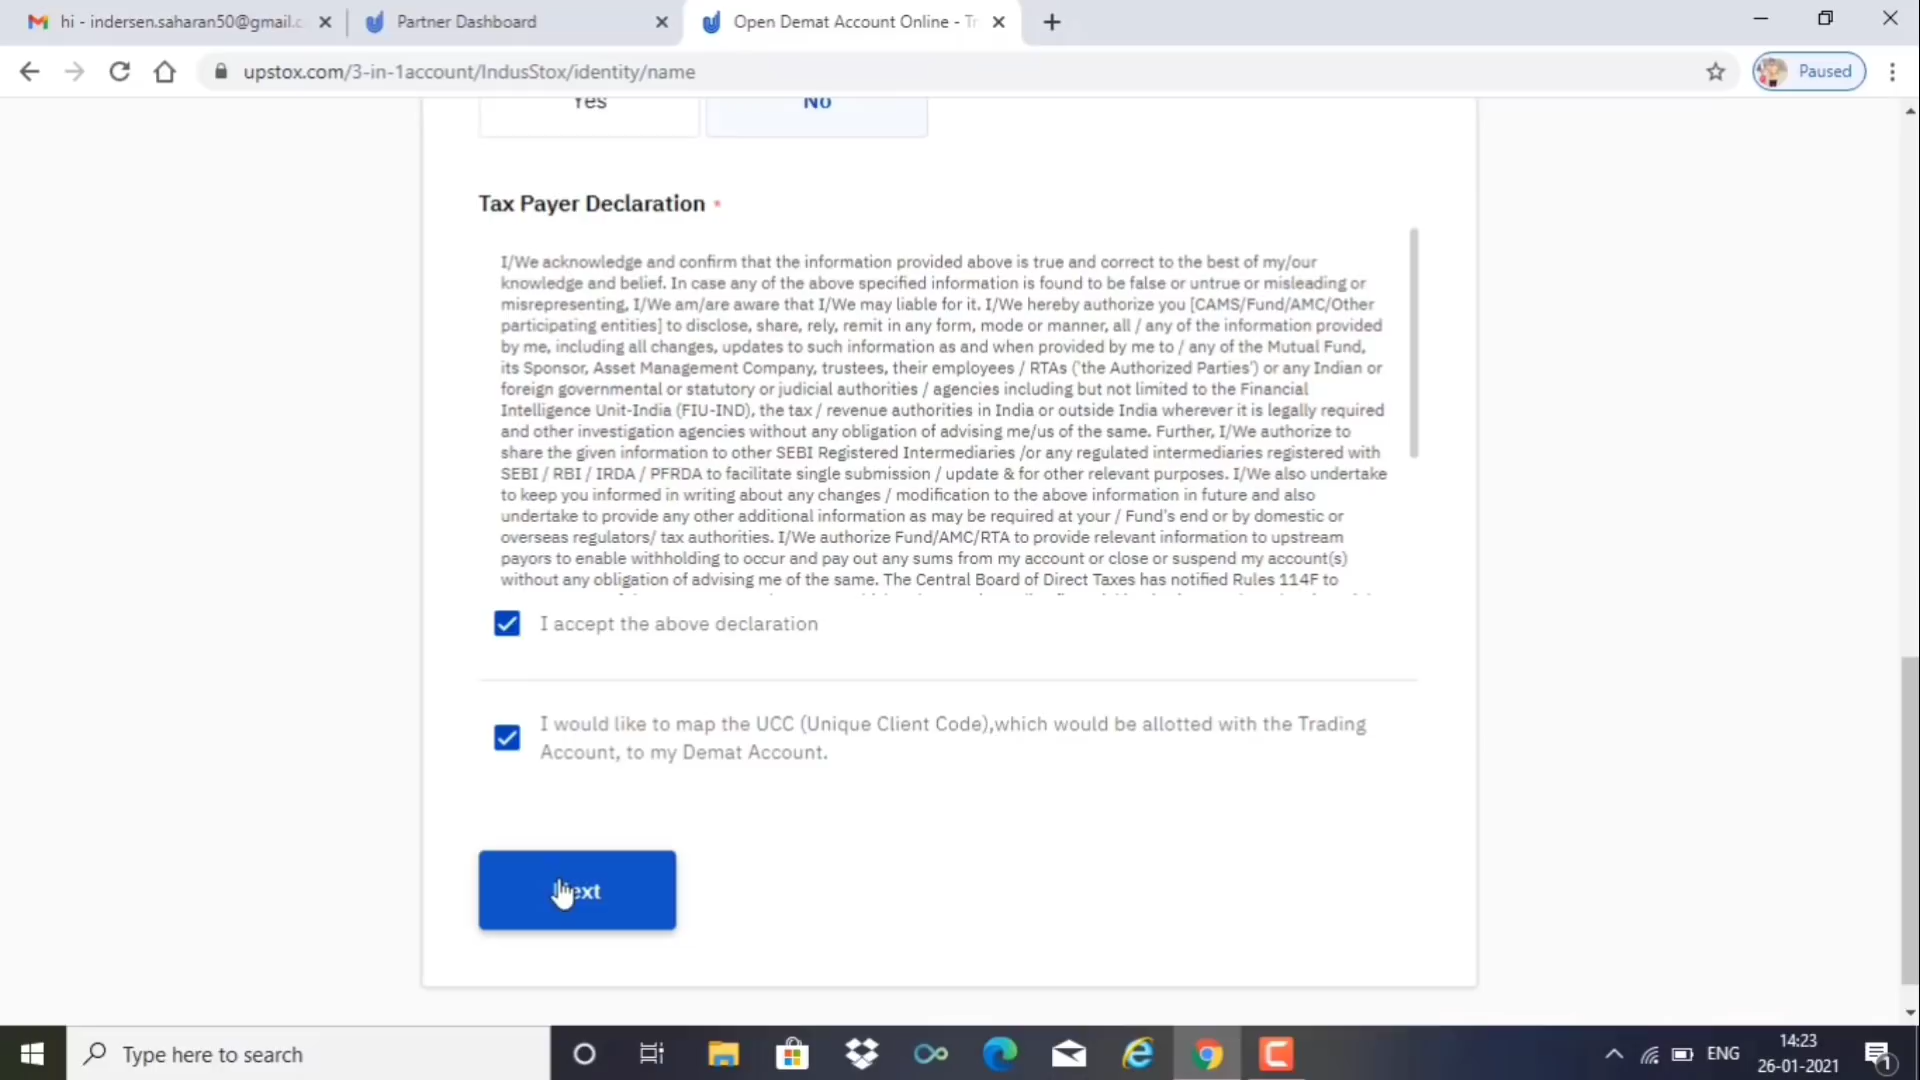 hi - indersen.saharan50@gmail.c
Partner Dashboard
Open Demat Account Online - Tr
upstox.com/3-in-1account/IndusStox/identity/name
Paused
Yes
No
Tax Payer Declaration *
I/We acknowledge and confirm that the information provided above is true and correct to the best of my/our
knowledge and belief. In case any of the above specified information is found to be false or untrue or misleading or
misrepresenting, I/We am/are aware that I/We may liable for it. I/We hereby authorize you [CAMS/Fund/AMC/Other
participating entities] to disclose, share, rely, remit in any form, mode or manner, all / any of the information provided
by me, including all changes, updates to such information as and when provided by me to / any of the Mutual Fund,
its Sponsor, Asset Management Company, trustees, their employees / RTAs ('the Authorized Parties') or any Indian or
foreign governmental or statutory or judicial authorities / agencies including but not limited to the Financial
Intelligence Unit-India (FIU-IND), the tax / revenue authorities in India or outside India wherever it is legally required
and other investigation agencies without any obligation of advising me/us of the same. Further, I/We authorize to
share the given information to other SEBI Registered Intermediaries /or any regulated intermediaries registered with
SEBI / RBI / IRDA / PFRDA to facilitate single submission / update & for other relevant purposes. I/We also undertake
to keep you informed in writing about any changes / modification to the above information in future and also
undertake to provide any other additional information as may be required at your / Fund's end or by domestic or
overseas regulators/ tax authorities. I/We authorize Fund/AMC/RTA to provide relevant information to upstream
payors to enable withholding to occur and pay out any sums from my account or close or suspend my account(s)
without any obligation of advising me of the same. The Central Board of Direct Taxes has notified Rules 114F to
I accept the above declaration
I would like to map the UCC (Unique Client Code),which would be allotted with the Trading
Account, to my Demat Account.
Next
Type here to search
ENG
14:23
26-01-2021
1